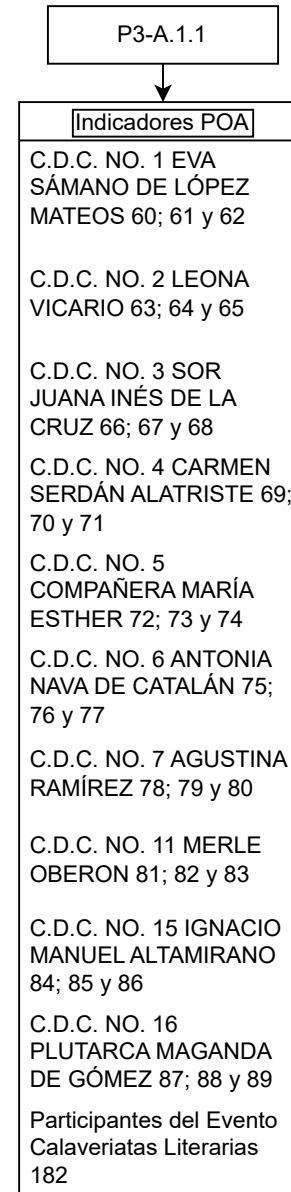 P3-A.1.1
Indicadores POA
C.D.C. NO. 1 EVA
SÁMANO DE LÓPEZ
MATEOS 60; 61 y 62
C.D.C. NO. 2 LEONA
VICARIO 63; 64 y 65
C.D.C. NO. 3 SOR
JUANA INÉS DE LA
CRUZ 66; 67 y 68
C.D.C. NO. 4 CARMEN
SERDÁN ALATRISTE 69;
70 y 71
C.D.C. NO. 5
COMPAÑERA MARÍA
ESTHER 72; 73 y 74
C.D.C. NO. 6 ANTONIA
NAVA DE CATALÁN 75;
76 y 77
C.D.C. NO. 7 AGUSTINA
RAMÍREZ 78; 79 y 80
C.D.C. NO. 11 MERLE
OBERON 81; 82 y 83
C.D.C. NO. 15 IGNACIO
MANUEL ALTAMIRANO
84; 85 y 86
C.D.C. NO. 16
PLUTARCA MAGANDA
DE GÓMEZ 87; 88 y 89
Participantes del Evento
Calaveriatas Literarias
182